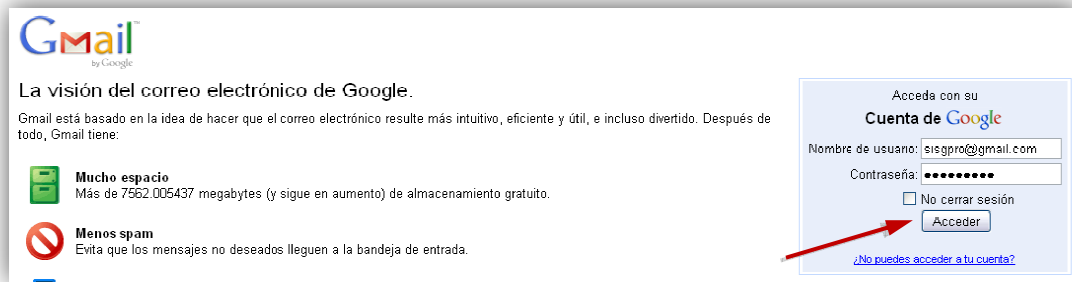 Gmail™
by Google
La visión del correo electrónico de Google.
Gmail está basado en la idea de hacer que el correo electrónico resulte más intuitivo, eficiente y útil, e incluso divertido. Después de
todo, Gmail tiene:
Mucho espacio
Más de 7562.005437 megabytes (y sigue en aumento) de almacenamiento gratuito.
Menos spam
Evita que los mensajes no deseados lleguen a la bandeja de entrada.
Acceda con su
Cuenta de Google
Nombre de usuario: sisgpro@gmail.com
Contraseña: ●●●●●●●●●
No cerrar sesión
Acceder
¿No puedes acceder a tu cuenta?